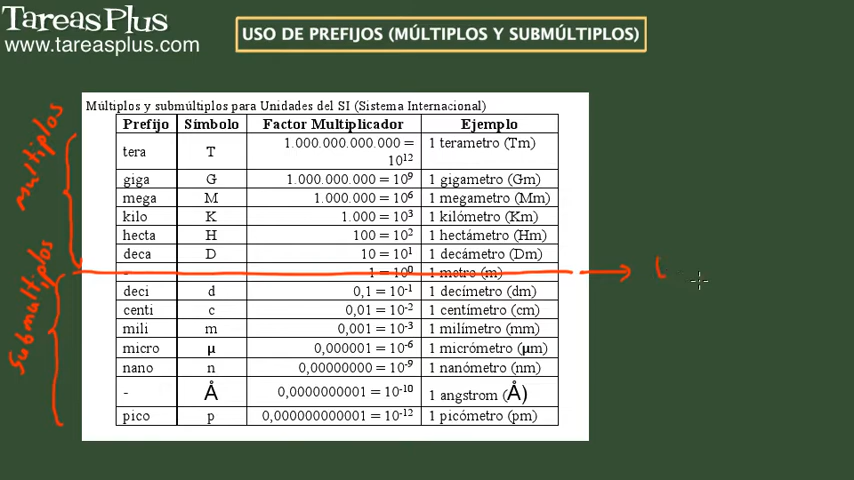 TareasPlus
www.tareasplus.com
USO DE PREFIJOS (MÚLTIPLOS Y SUBMÚLTIPLOS)
Múltiplos y submúltiplos para Unidades del SI (Sistema Internacional)
Prefijo Símbolo Factor Multiplicador Ejemplo
tera T 1.000.000.000.000 = 10¹² 1 terametro (Tm)
giga G 1.000.000.000 = 10⁹ 1 gigametro (Gm)
mega M 1.000.000 = 10⁶ 1 megametro (Mm)
kilo K 1.000 = 10³ 1 kilómetro (Km)
hecta H 100 = 10² 1 hectámetro (Hm)
deca D 10 = 10¹ 1 decámetro (Dm)
- 1 = 10⁰ 1 metro (m)
deci d 0,1 = 10⁻¹ 1 decímetro (dm)
centi c 0,01 = 10⁻² 1 centímetro (cm)
mili m 0,001 = 10⁻³ 1 milímetro (mm)
micro µ 0,000001 = 10⁻⁶ 1 micrómetro (µm)
nano n 0,00000000 = 10⁻⁹ 1 nanómetro (nm)
- Å 0,0000000001 = 10⁻¹⁰ 1 angstrom (Å)
pico p 0,000000000001 = 10⁻¹² 1 picómetro (pm)
Multiplos
Submultiplos